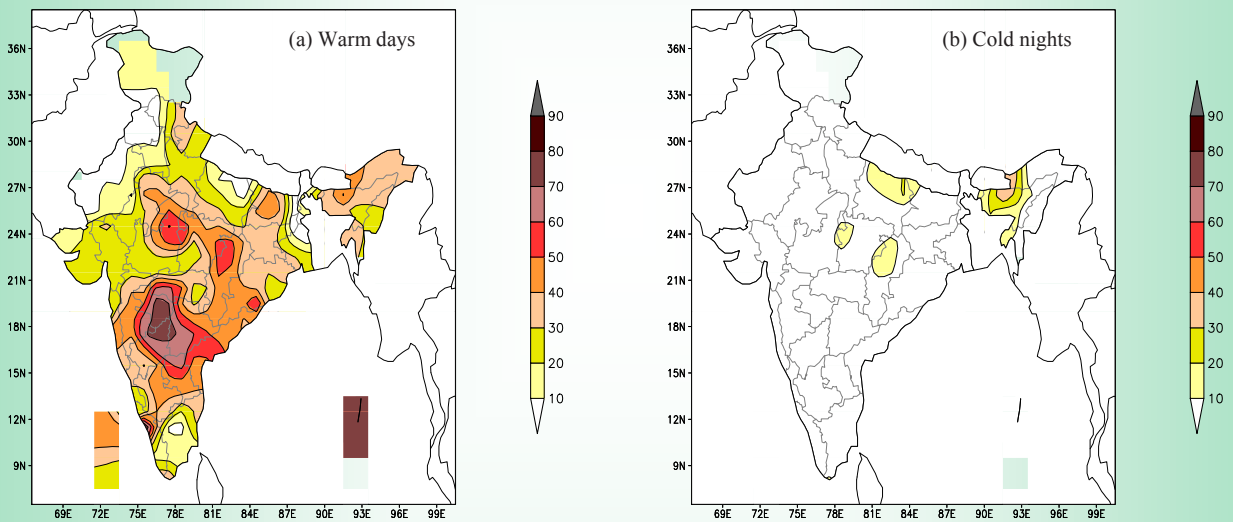 (a) Warm days
36N
33N
30N
27N
24N
21N
18N
15N
12N
9N
69E 72E 75E 78E 81E 84E 87E 90E 93E 96E 99E
90
80
70
60
50
40
30
20
10
(b) Cold nights
36N
33N
30N
27N
24N
21N
18N
15N
12N
9N
69E 72E 75E 78E 81E 84E 87E 90E 93E 96E 99E
90
80
70
60
50
40
30
20
10